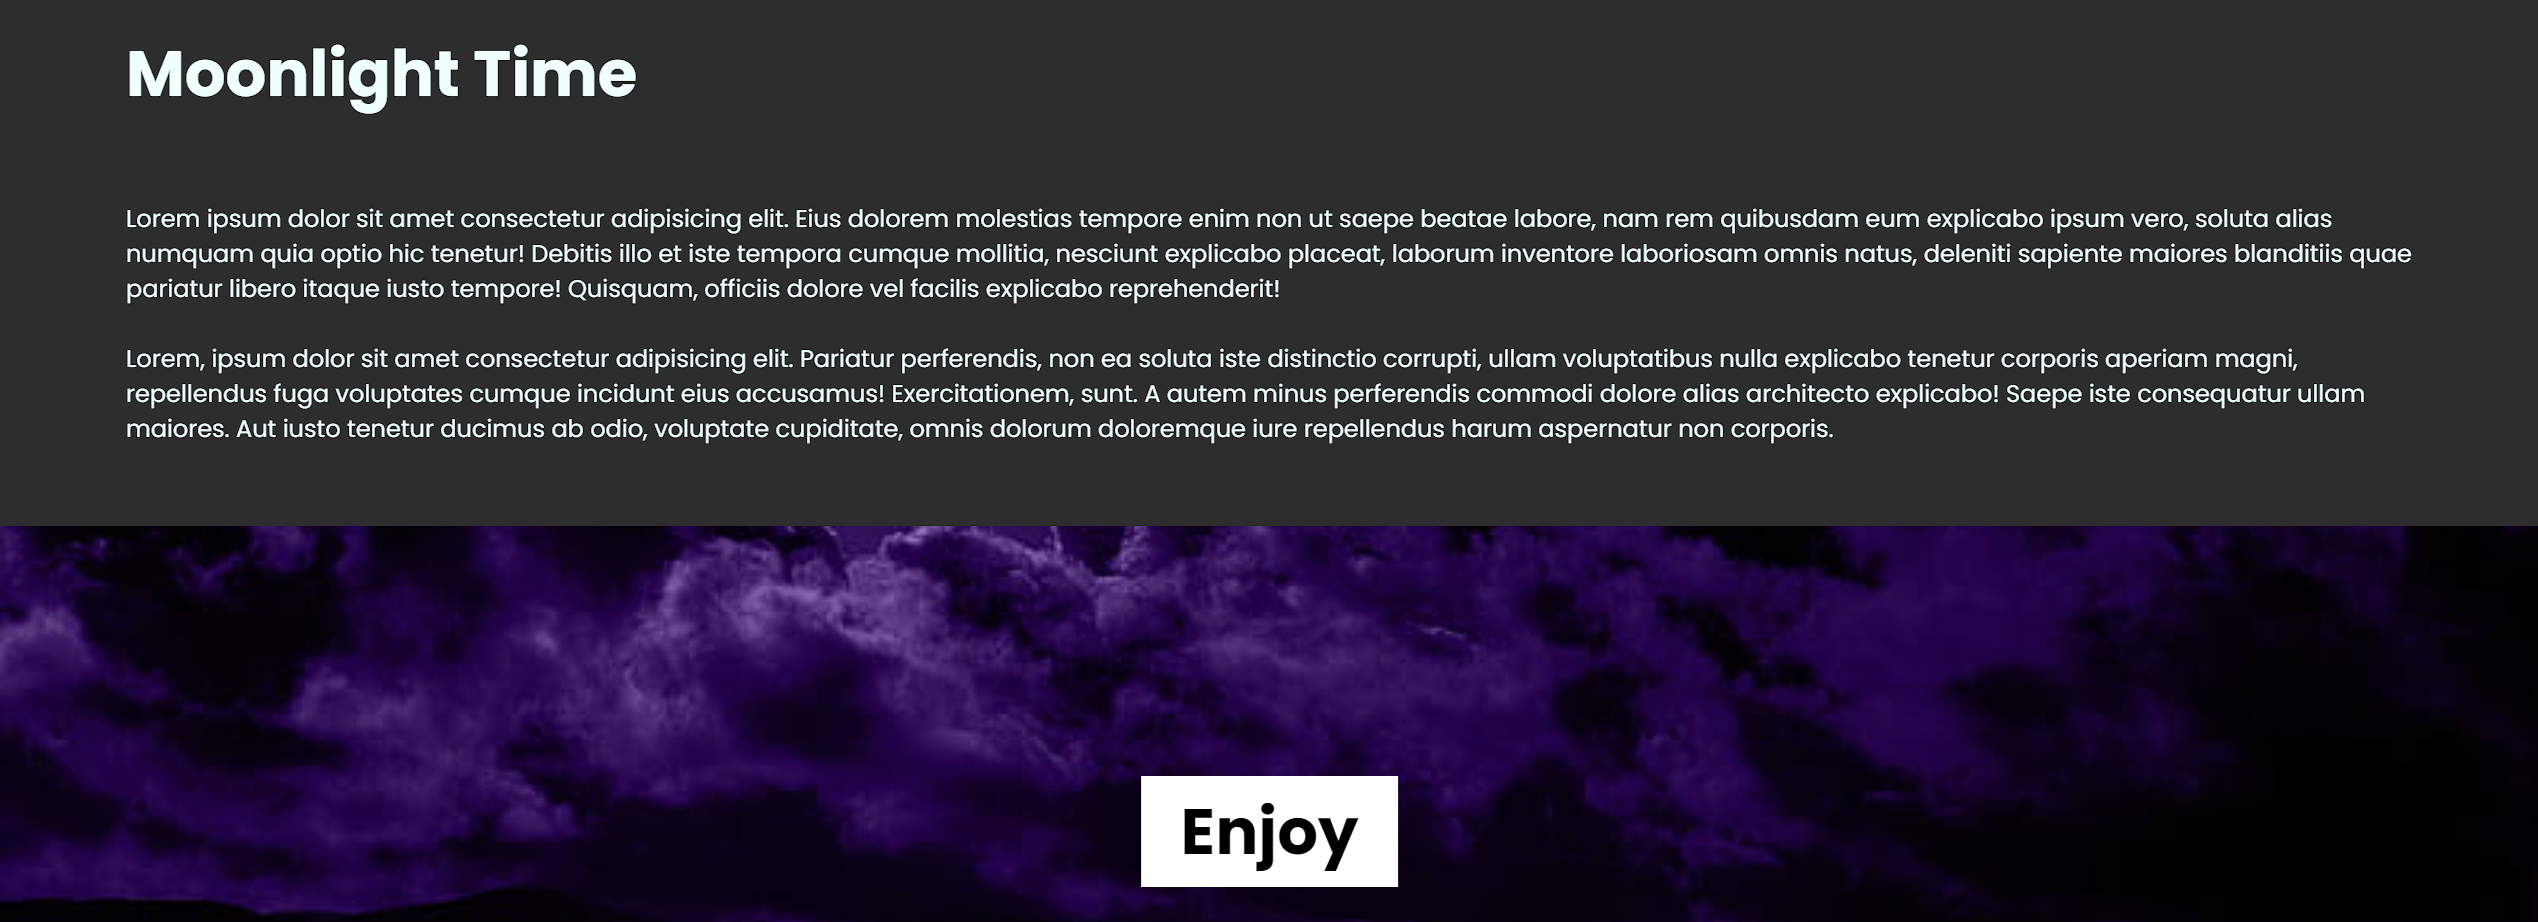 Moonlight Time
Lorem ipsum dolor sit amet consectetur adipisicing elit. Eius dolorem molestias tempore enim non ut saepe beatae labore, nam rem quibusdam eum explicabo ipsum vero, soluta alias
numquam quia optio hic tenetur! Debitis illo et iste tempora cumque mollitia, nesciunt explicabo placeat, laborum inventore laboriosam omnis natus, deleniti sapiente maiores blanditiis quae
pariatur libero itaque iusto tempore! Quisquam, officiis dolore vel facilis explicabo reprehenderit!
Lorem, ipsum dolor sit amet consectetur adipisicing elit. Pariatur perferendis, non ea soluta iste distinctio corrupti, ullam voluptatibus nulla explicabo tenetur corporis aperiam magni,
repellendus fuga voluptates cumque incidunt eius accusamus! Exercitationem, sunt. A autem minus perferendis commodi dolore alias architecto explicabo! Saepe iste consequatur ullam
maiores. Aut iusto tenetur ducimus ab odio, voluptate cupiditate, omnis dolorum doloremque iure repellendus harum aspernatur non corporis.
Enjoy